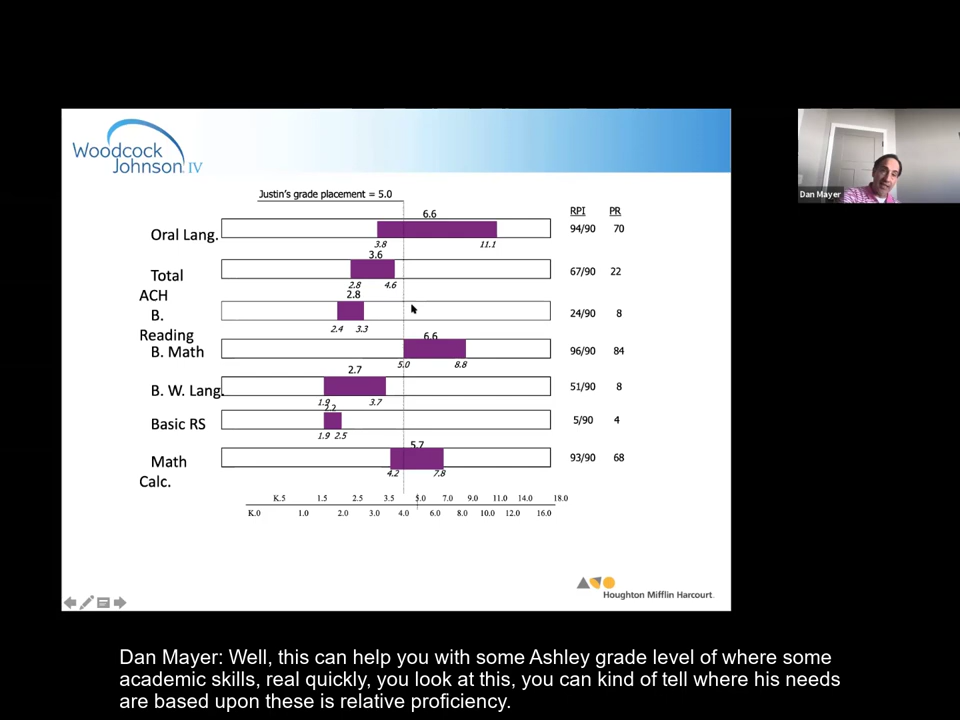 Woodcock
Johnson IV
Justin's grade placement = 5.0
RPI PR
6.6
Oral Lang. 94/90 70
3.8 11.1
3.6
Total 67/90 22
2.8 4.6
ACH 2.8
B. 24/90 8
2.4 3.3
Reading 6.6
B. Math 96/90 84
5.0 8.8
2.7
B. W. Lang. 51/90 8
1.9 3.7
2.2
Basic RS 5/90 4
1.9 2.5
5.7
Math 93/90 68
4.2 7.8
Calc.
K.5 1.5 2.5 3.5 5.0 7.0 9.0 11.0 14.0 18.0
K.0 1.0 2.0 3.0 4.0 6.0 8.0 10.0 12.0 16.0
Houghton Mifflin Harcourt.
Dan Mayer
Dan Mayer: Well, this can help you with some Ashley grade level of where some
academic skills, real quickly, you look at this, you can kind of tell where his needs
are based upon these is relative proficiency.